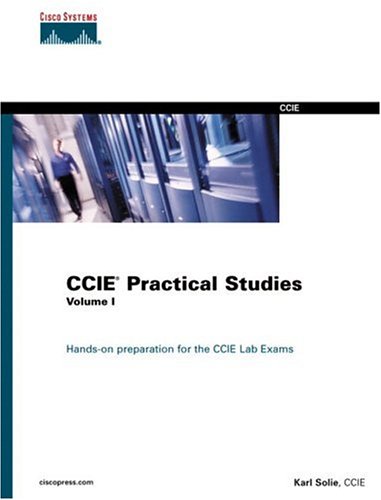 CISCO SYSTEMS
CCIE
CCIE® Practical Studies
Volume I
Hands-on preparation for the CCIE Lab Exams
ciscopress.com
Karl Solie, CCIE